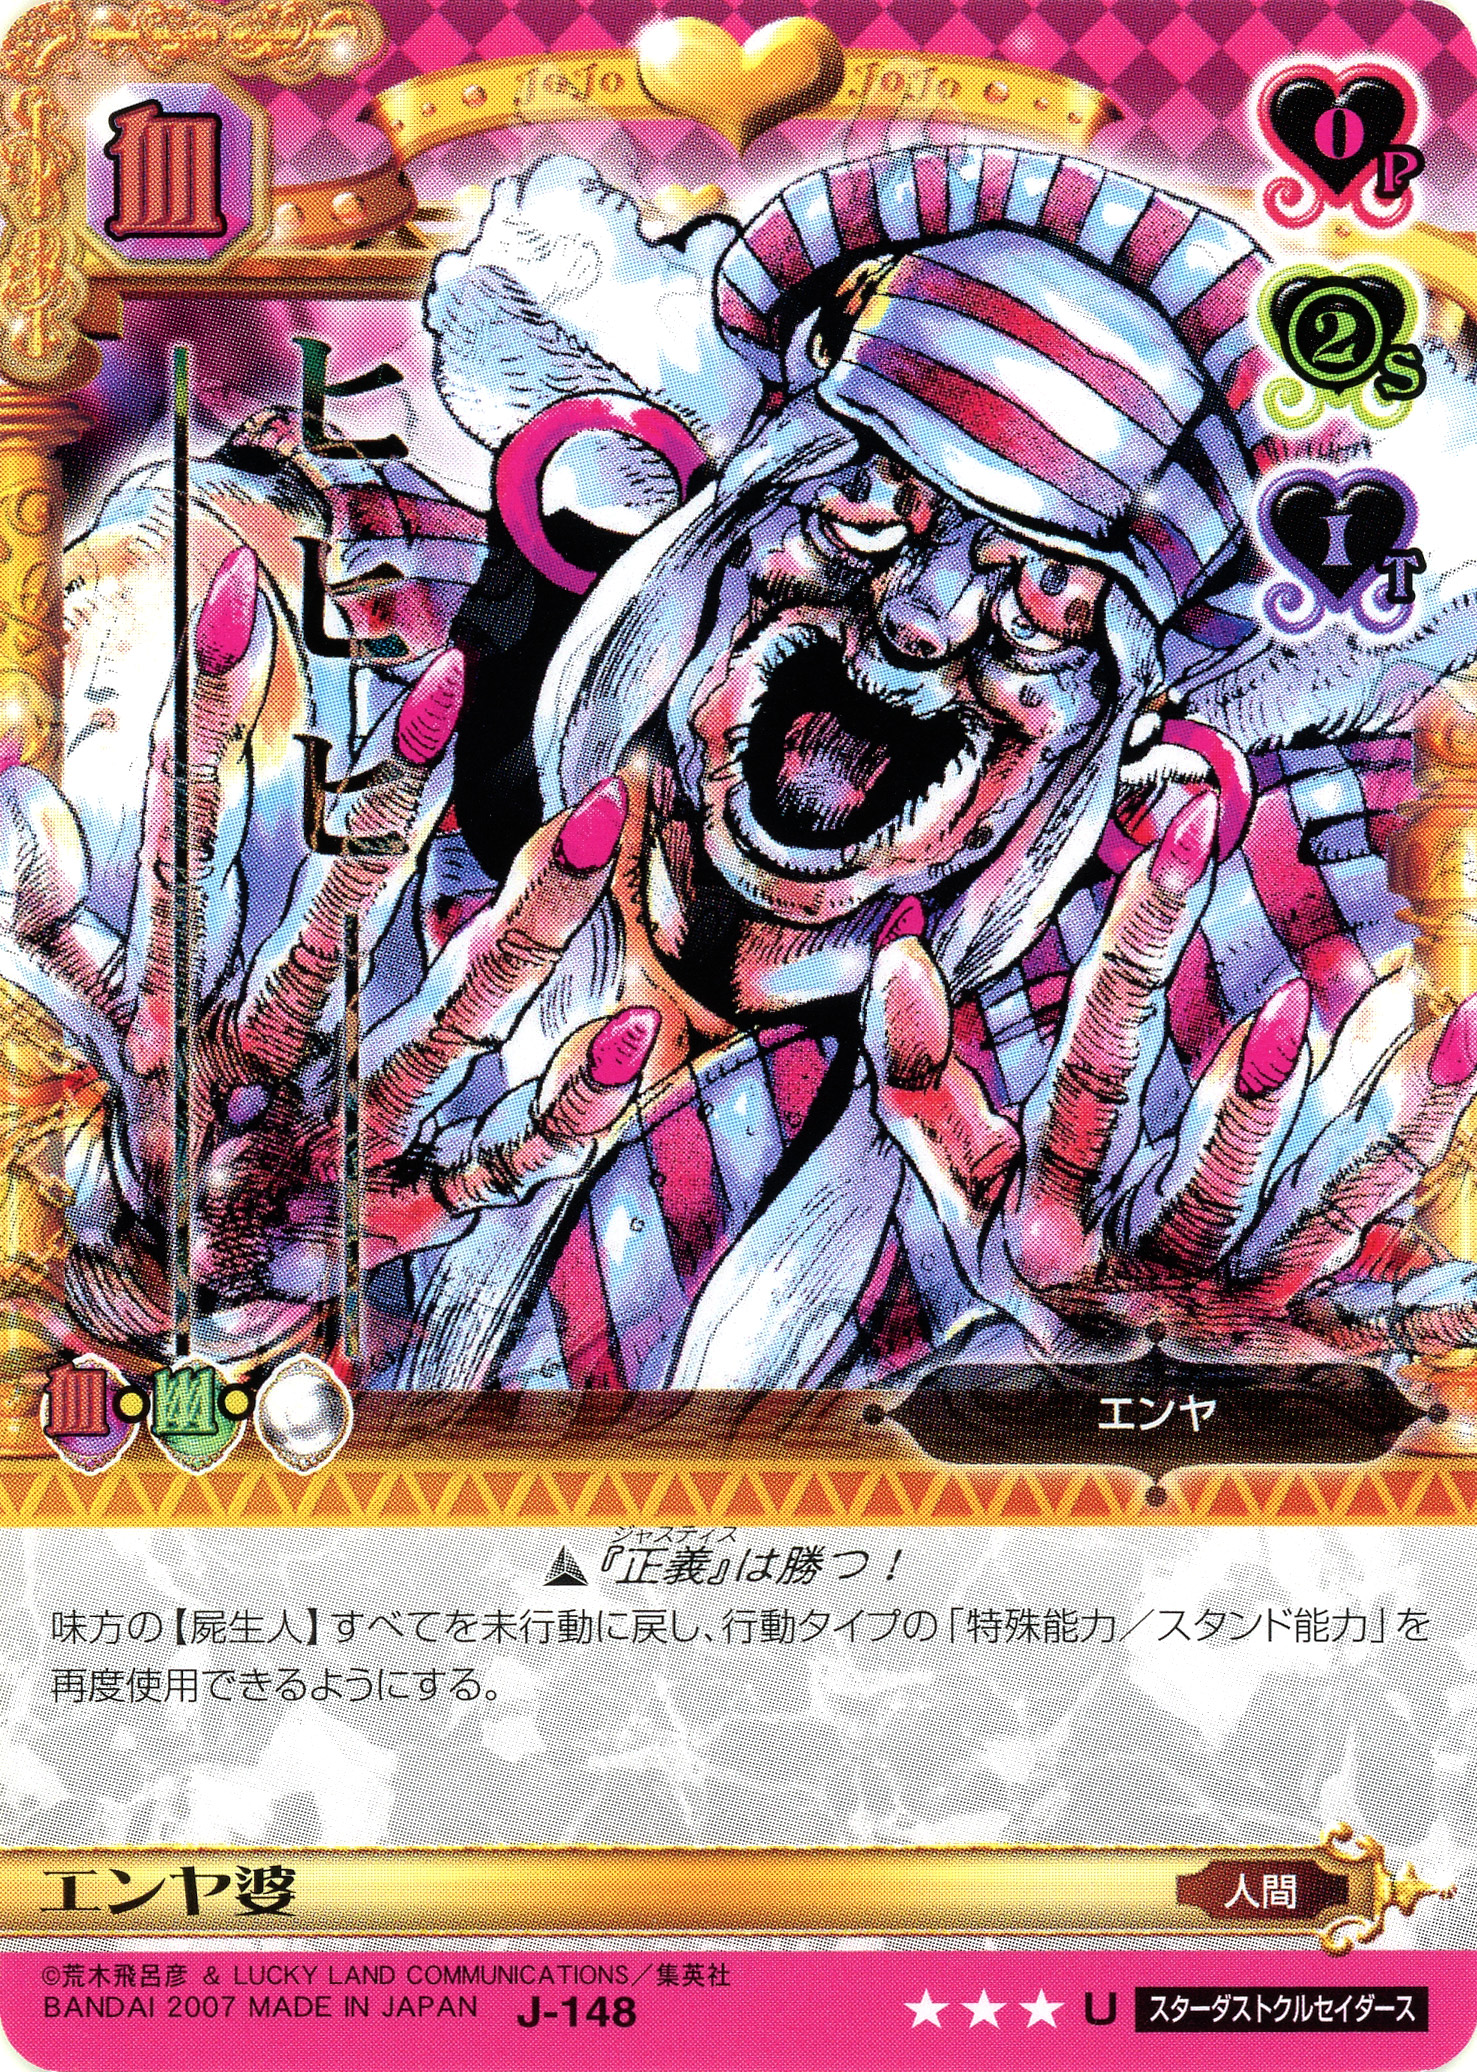 JoJo JoJo
血
0 P
2 S
1 T
ヒヒヒ
血
エンヤ
ジャスティス
▲『正義』は勝つ！
味方の【屍生人】すべてを未行動に戻し、行動タイプの「特殊能力／スタンド能力」を
再度使用できるようにする。
エンヤ婆
人間
©荒木飛呂彦 & LUCKY LAND COMMUNICATIONS／集英社
BANDAI 2007 MADE IN JAPAN J-148
★★★ U スターダストクルセイダース